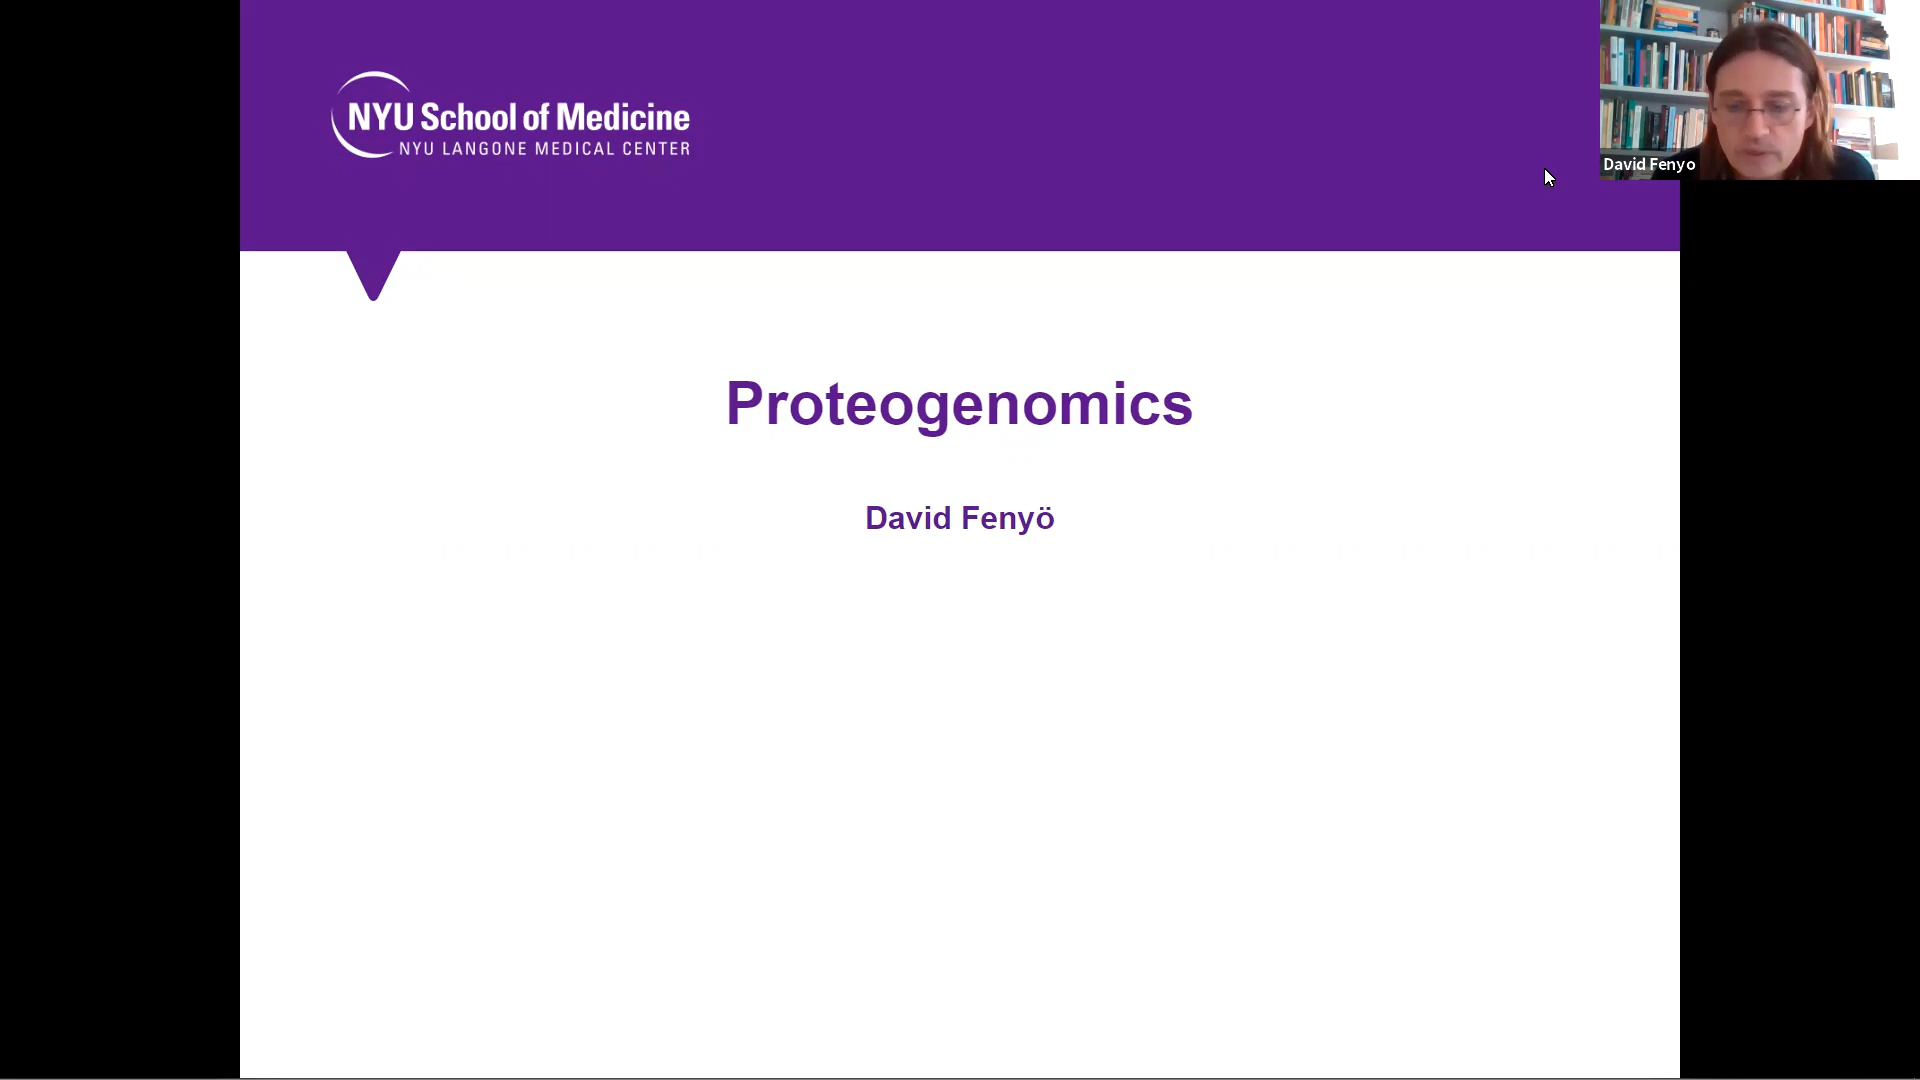 NYU School of Medicine
NYU LANGONE MEDICAL CENTER
David Fenyo
Proteogenomics
David Fenyö